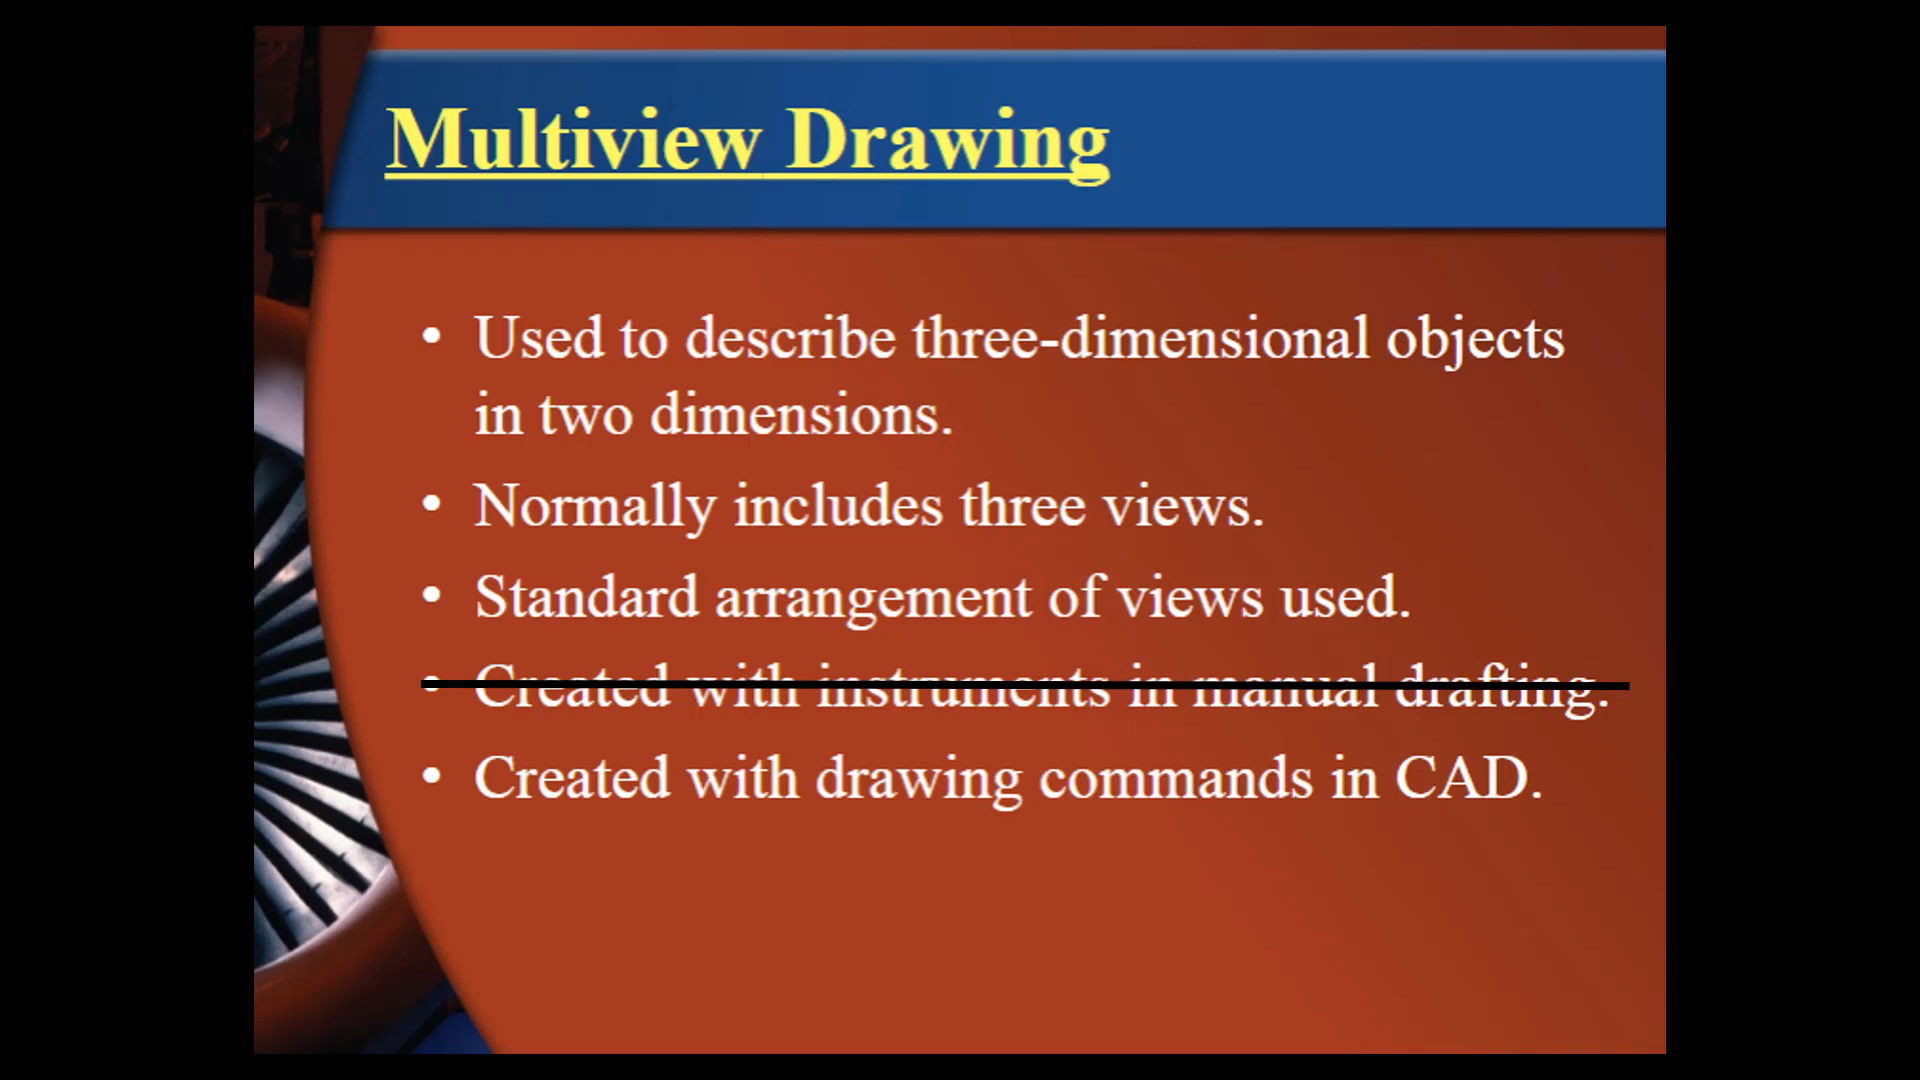 Multiview Drawing
• Used to describe three-dimensional objects
in two dimensions.
• Normally includes three views.
• Standard arrangement of views used.
• Created with instruments in manual drafting.
• Created with drawing commands in CAD.